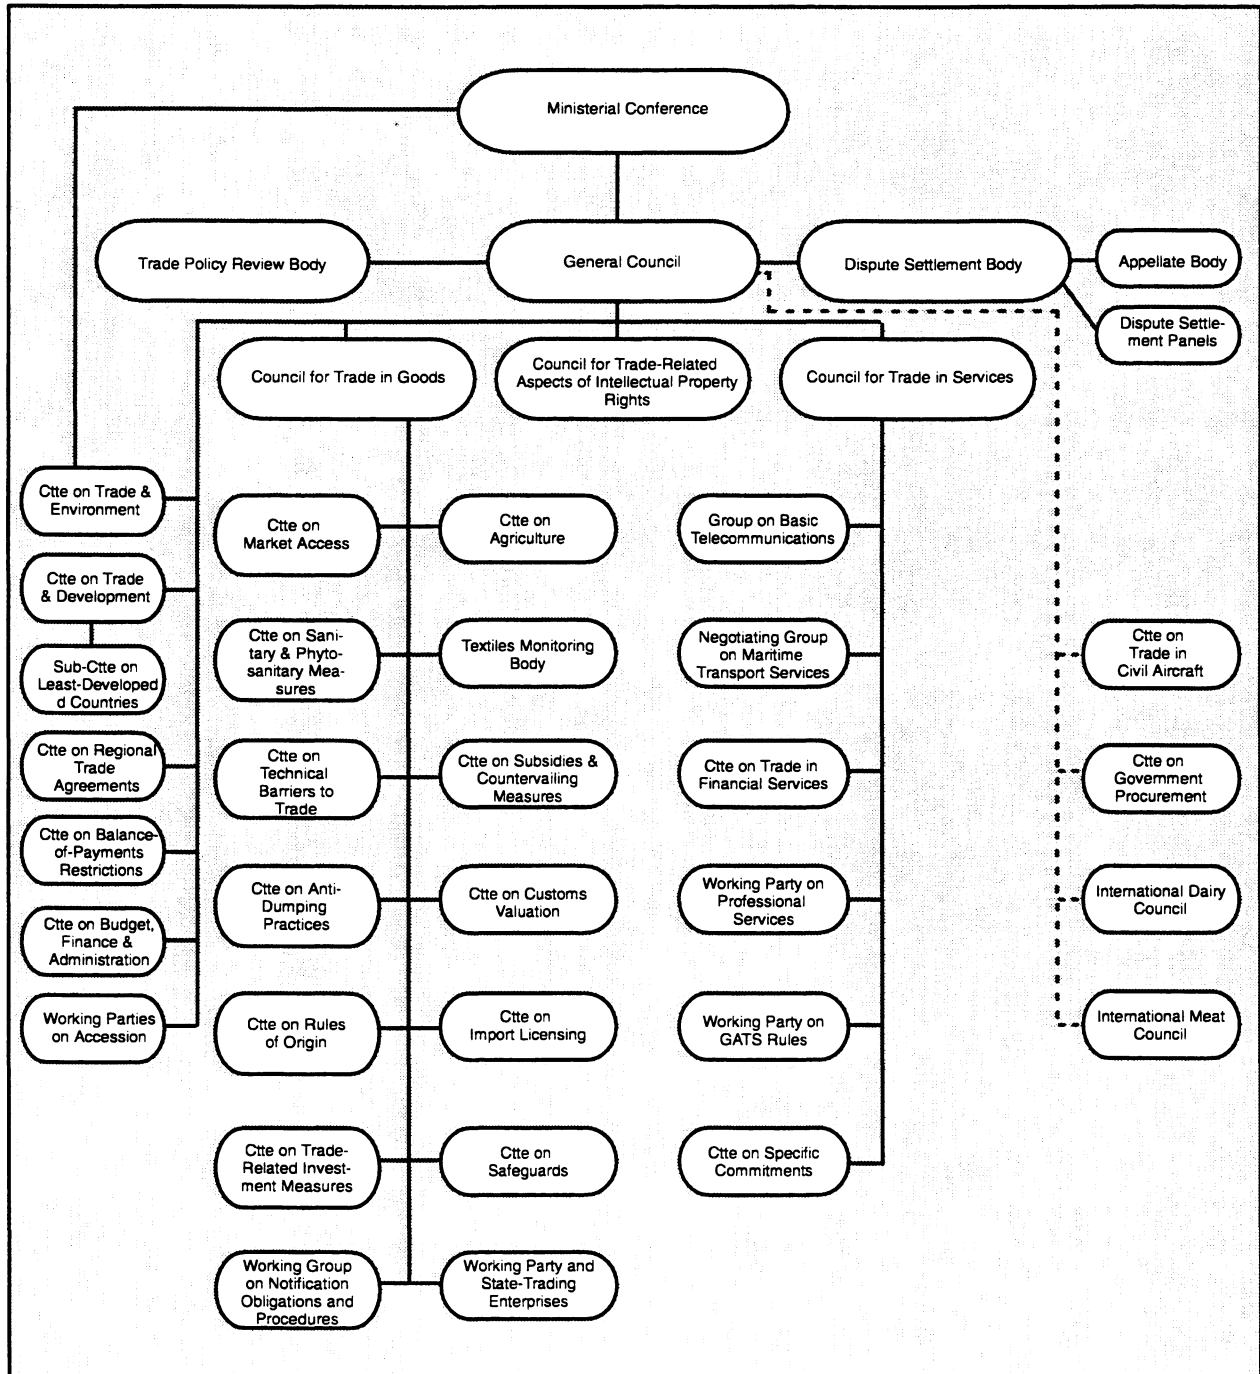 Ministerial Conference
Trade Policy Review Body
General Council
Dispute Settlement Body
Appellate Body
Dispute Settle-
ment Panels
Council for Trade in Goods
Council for Trade-Related
Aspects of Intellectual Property
Rights
Council for Trade in Services
Ctte on Trade &
Environment
Ctte on Trade
& Development
Sub-Ctte on
Least-Developed
d Countries
Ctte on Regional
Trade
Agreements
Ctte on Balance-
of-Payments
Restrictions
Ctte on Budget,
Finance &
Administration
Working Parties
on Accession
Ctte on
Market Access
Ctte on
Agriculture
Ctte on Sani-
tary & Phyto-
sanitary Mea-
sures
Textiles Monitoring
Body
Ctte on
Technical
Barriers to
Trade
Ctte on Subsidies &
Countervailing
Measures
Ctte on Anti-
Dumping
Practices
Ctte on Customs
Valuation
Ctte on Rules
of Origin
Ctte on
Import Licensing
Ctte on Trade-
Related Invest-
ment Measures
Ctte on
Safeguards
Working Group
on Notification
Obligations and
Procedures
Working Party and
State-Trading
Enterprises
Group on Basic
Telecommunications
Negotiating Group
on Maritime
Transport Services
Ctte on Trade in
Financial Services
Working Party on
Professional
Services
Working Party on
GATS Rules
Ctte on Specific
Commitments
Ctte on
Trade in
Civil Aircraft
Ctte on
Government
Procurement
International Dairy
Council
International Meat
Council